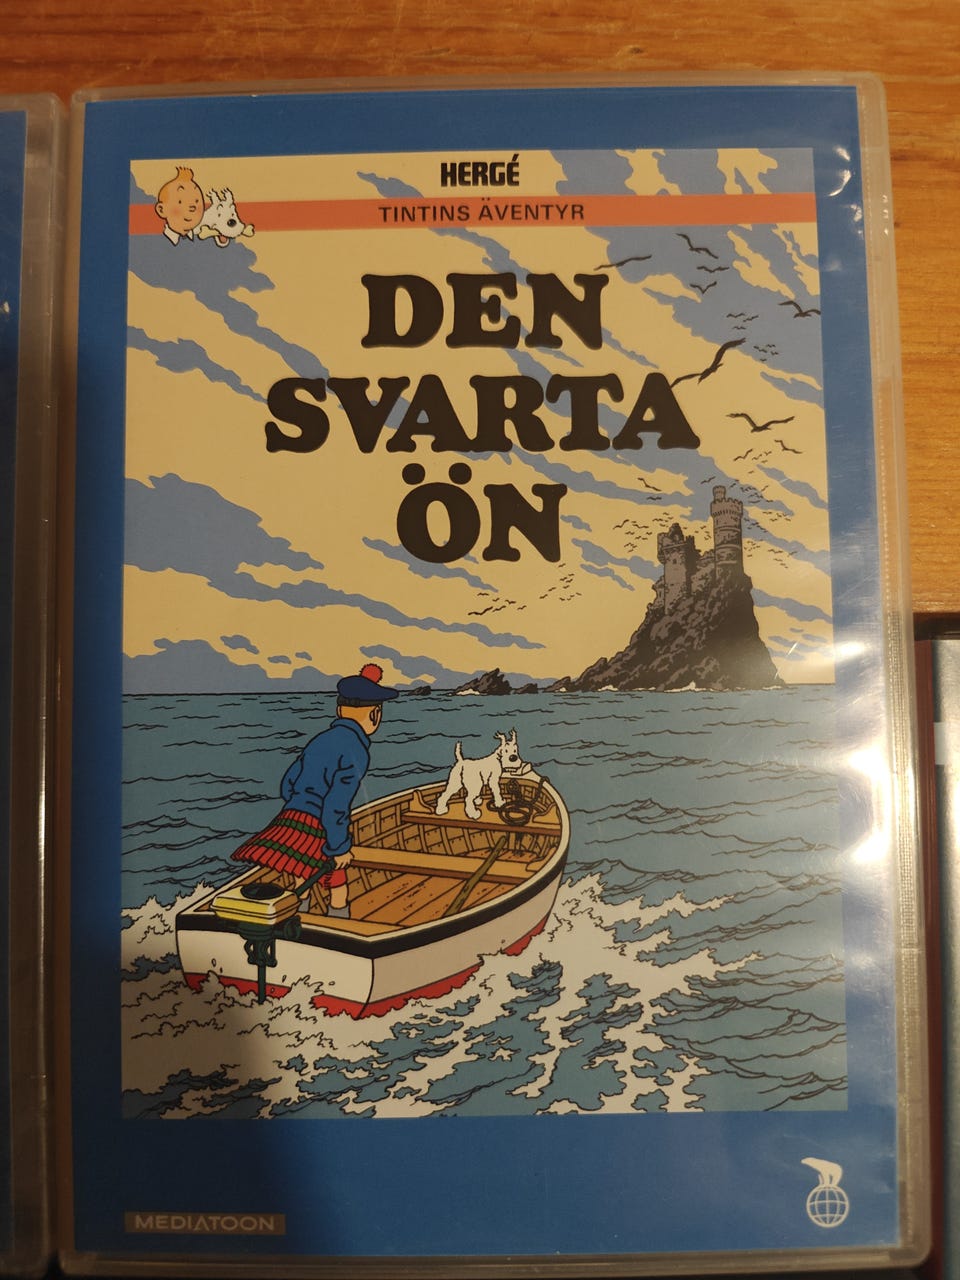 HERGÉ
TINTINS ÄVENTYR
DEN
SVARTA
ÖN
MEDIATOON